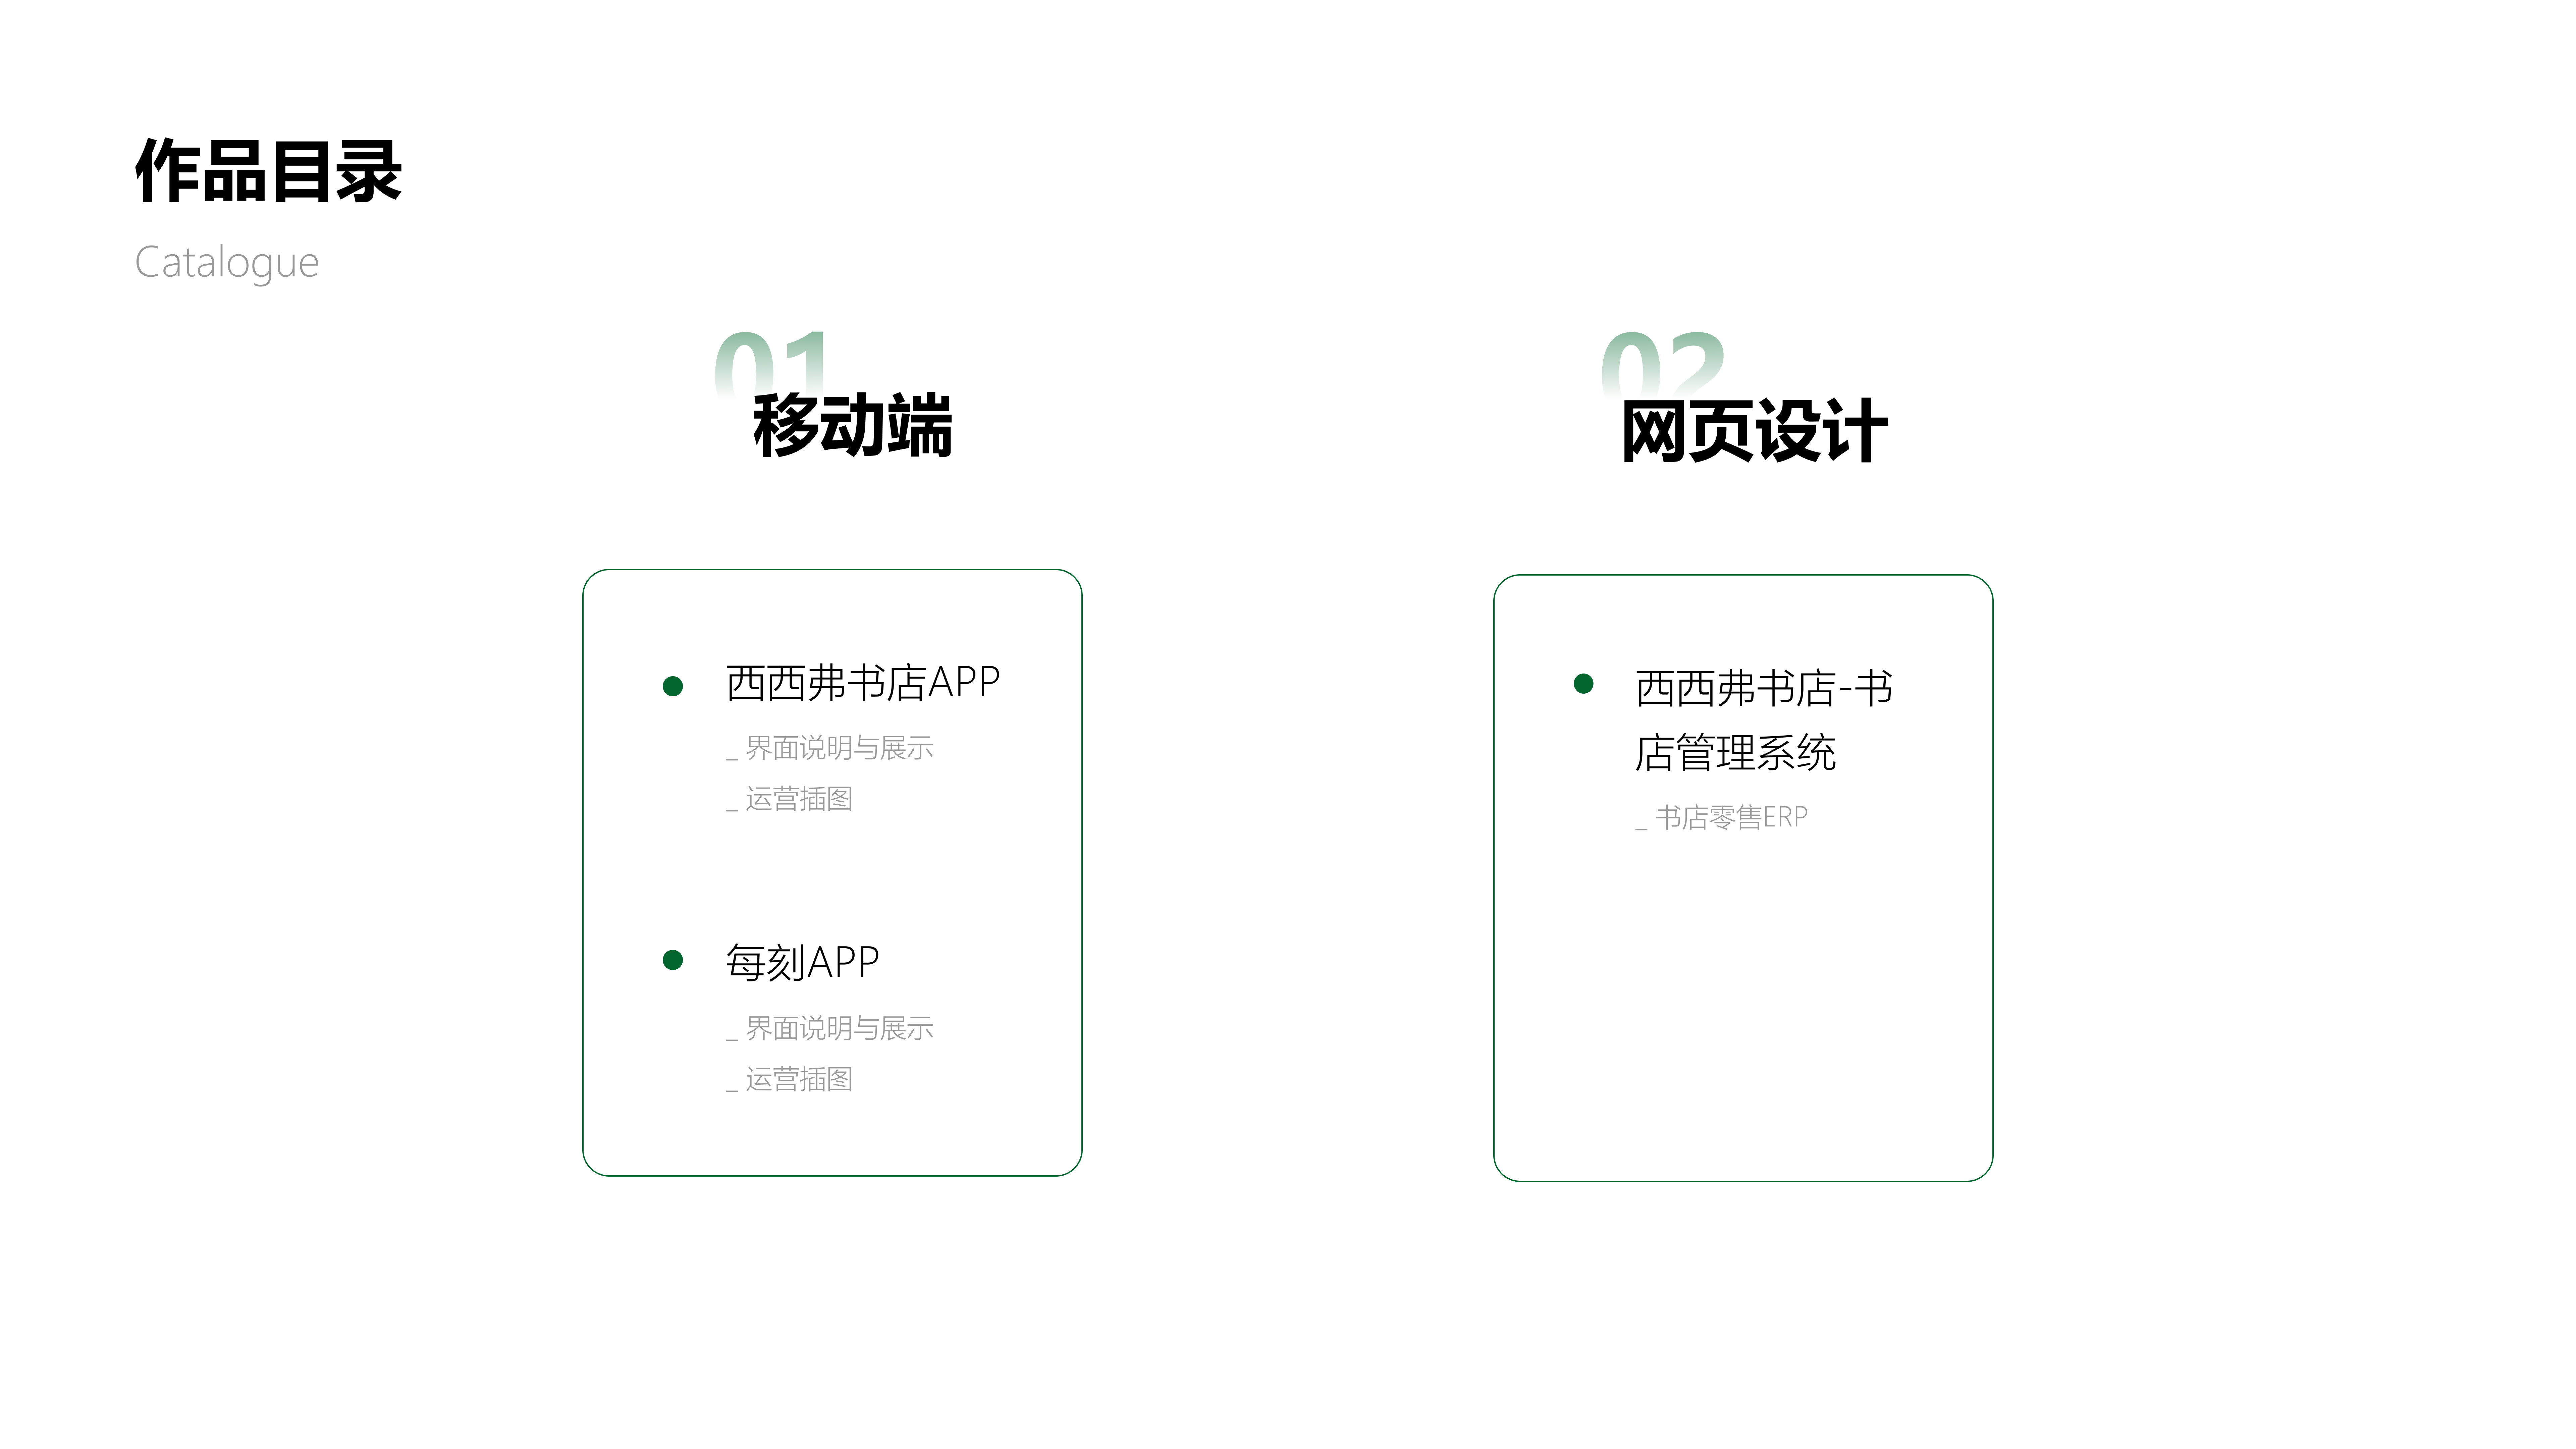 作品目录
Catalogue
01
移动端
西西弗书店APP
_ 界面说明与展示
_ 运营插图
每刻APP
_ 界面说明与展示
_ 运营插图
02
网页设计
西西弗书店-书
店管理系统
_ 书店零售ERP